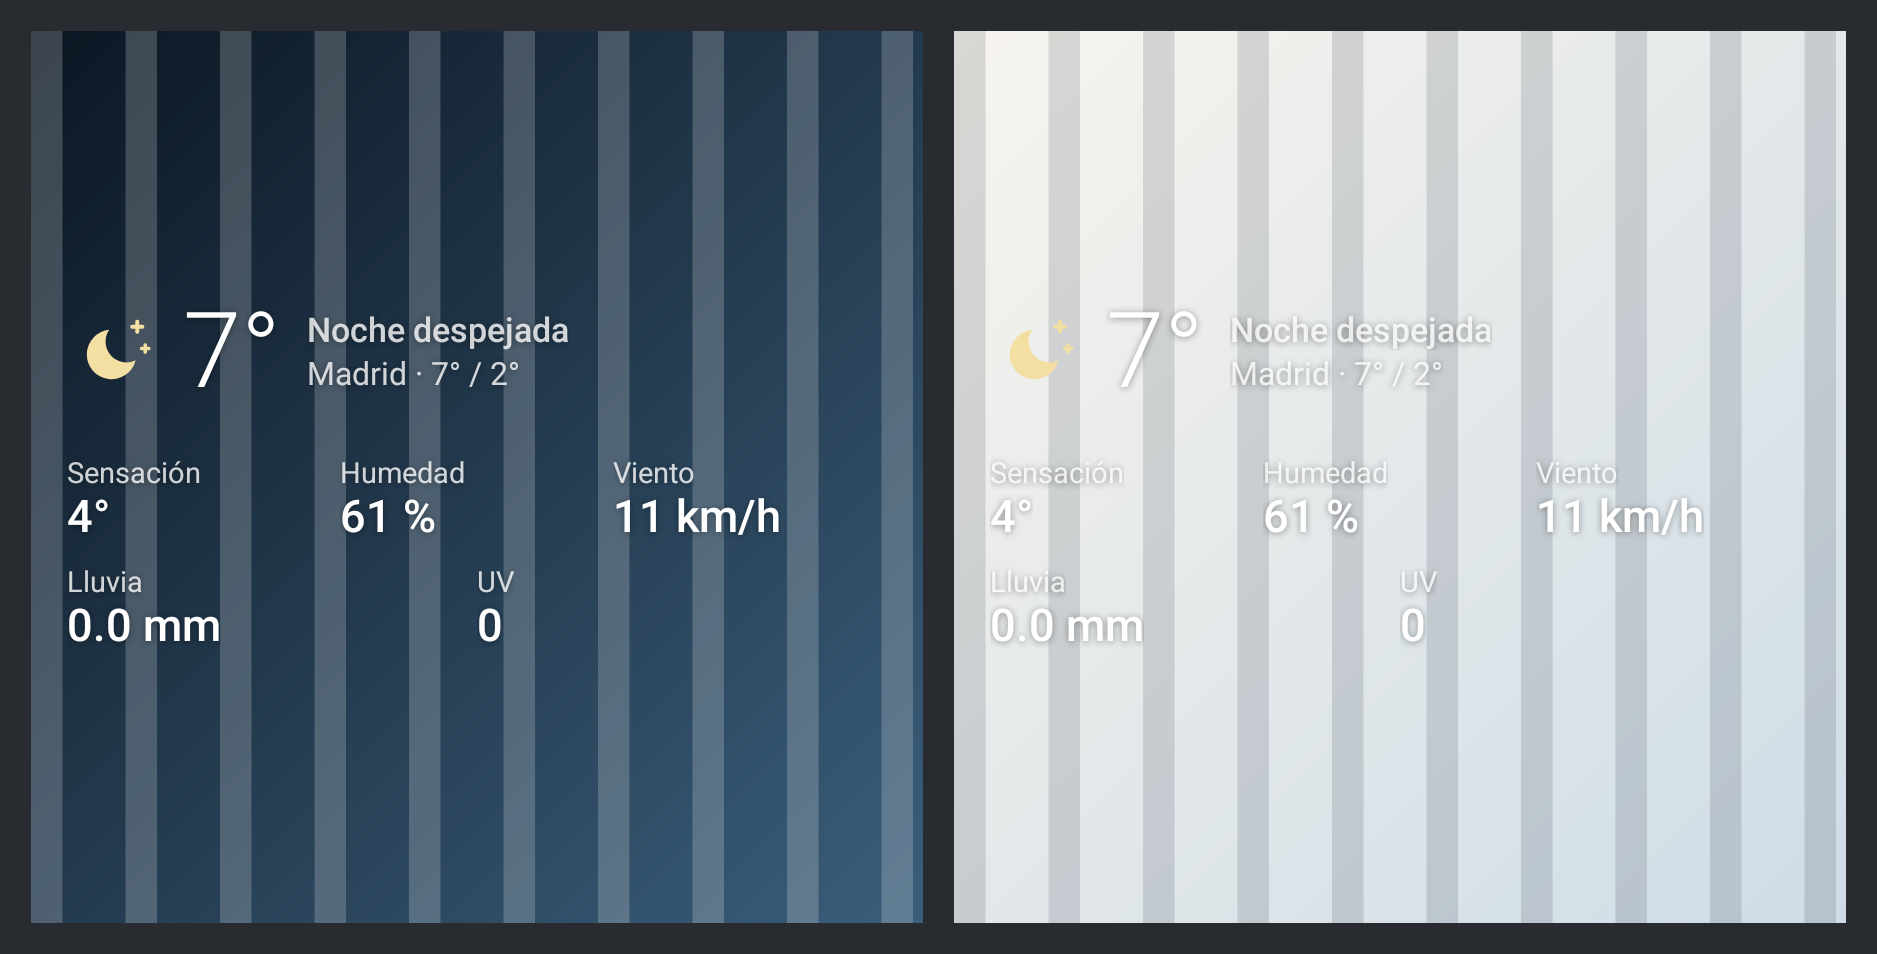 7°
Noche despejada
Madrid · 7° / 2°
Sensación
4°
Humedad
61 %
Viento
11 km/h
Lluvia
0.0 mm
UV
0
7°
Noche despejada
Madrid · 7° / 2°
Sensación
4°
Humedad
61 %
Viento
11 km/h
Lluvia
0.0 mm
UV
0